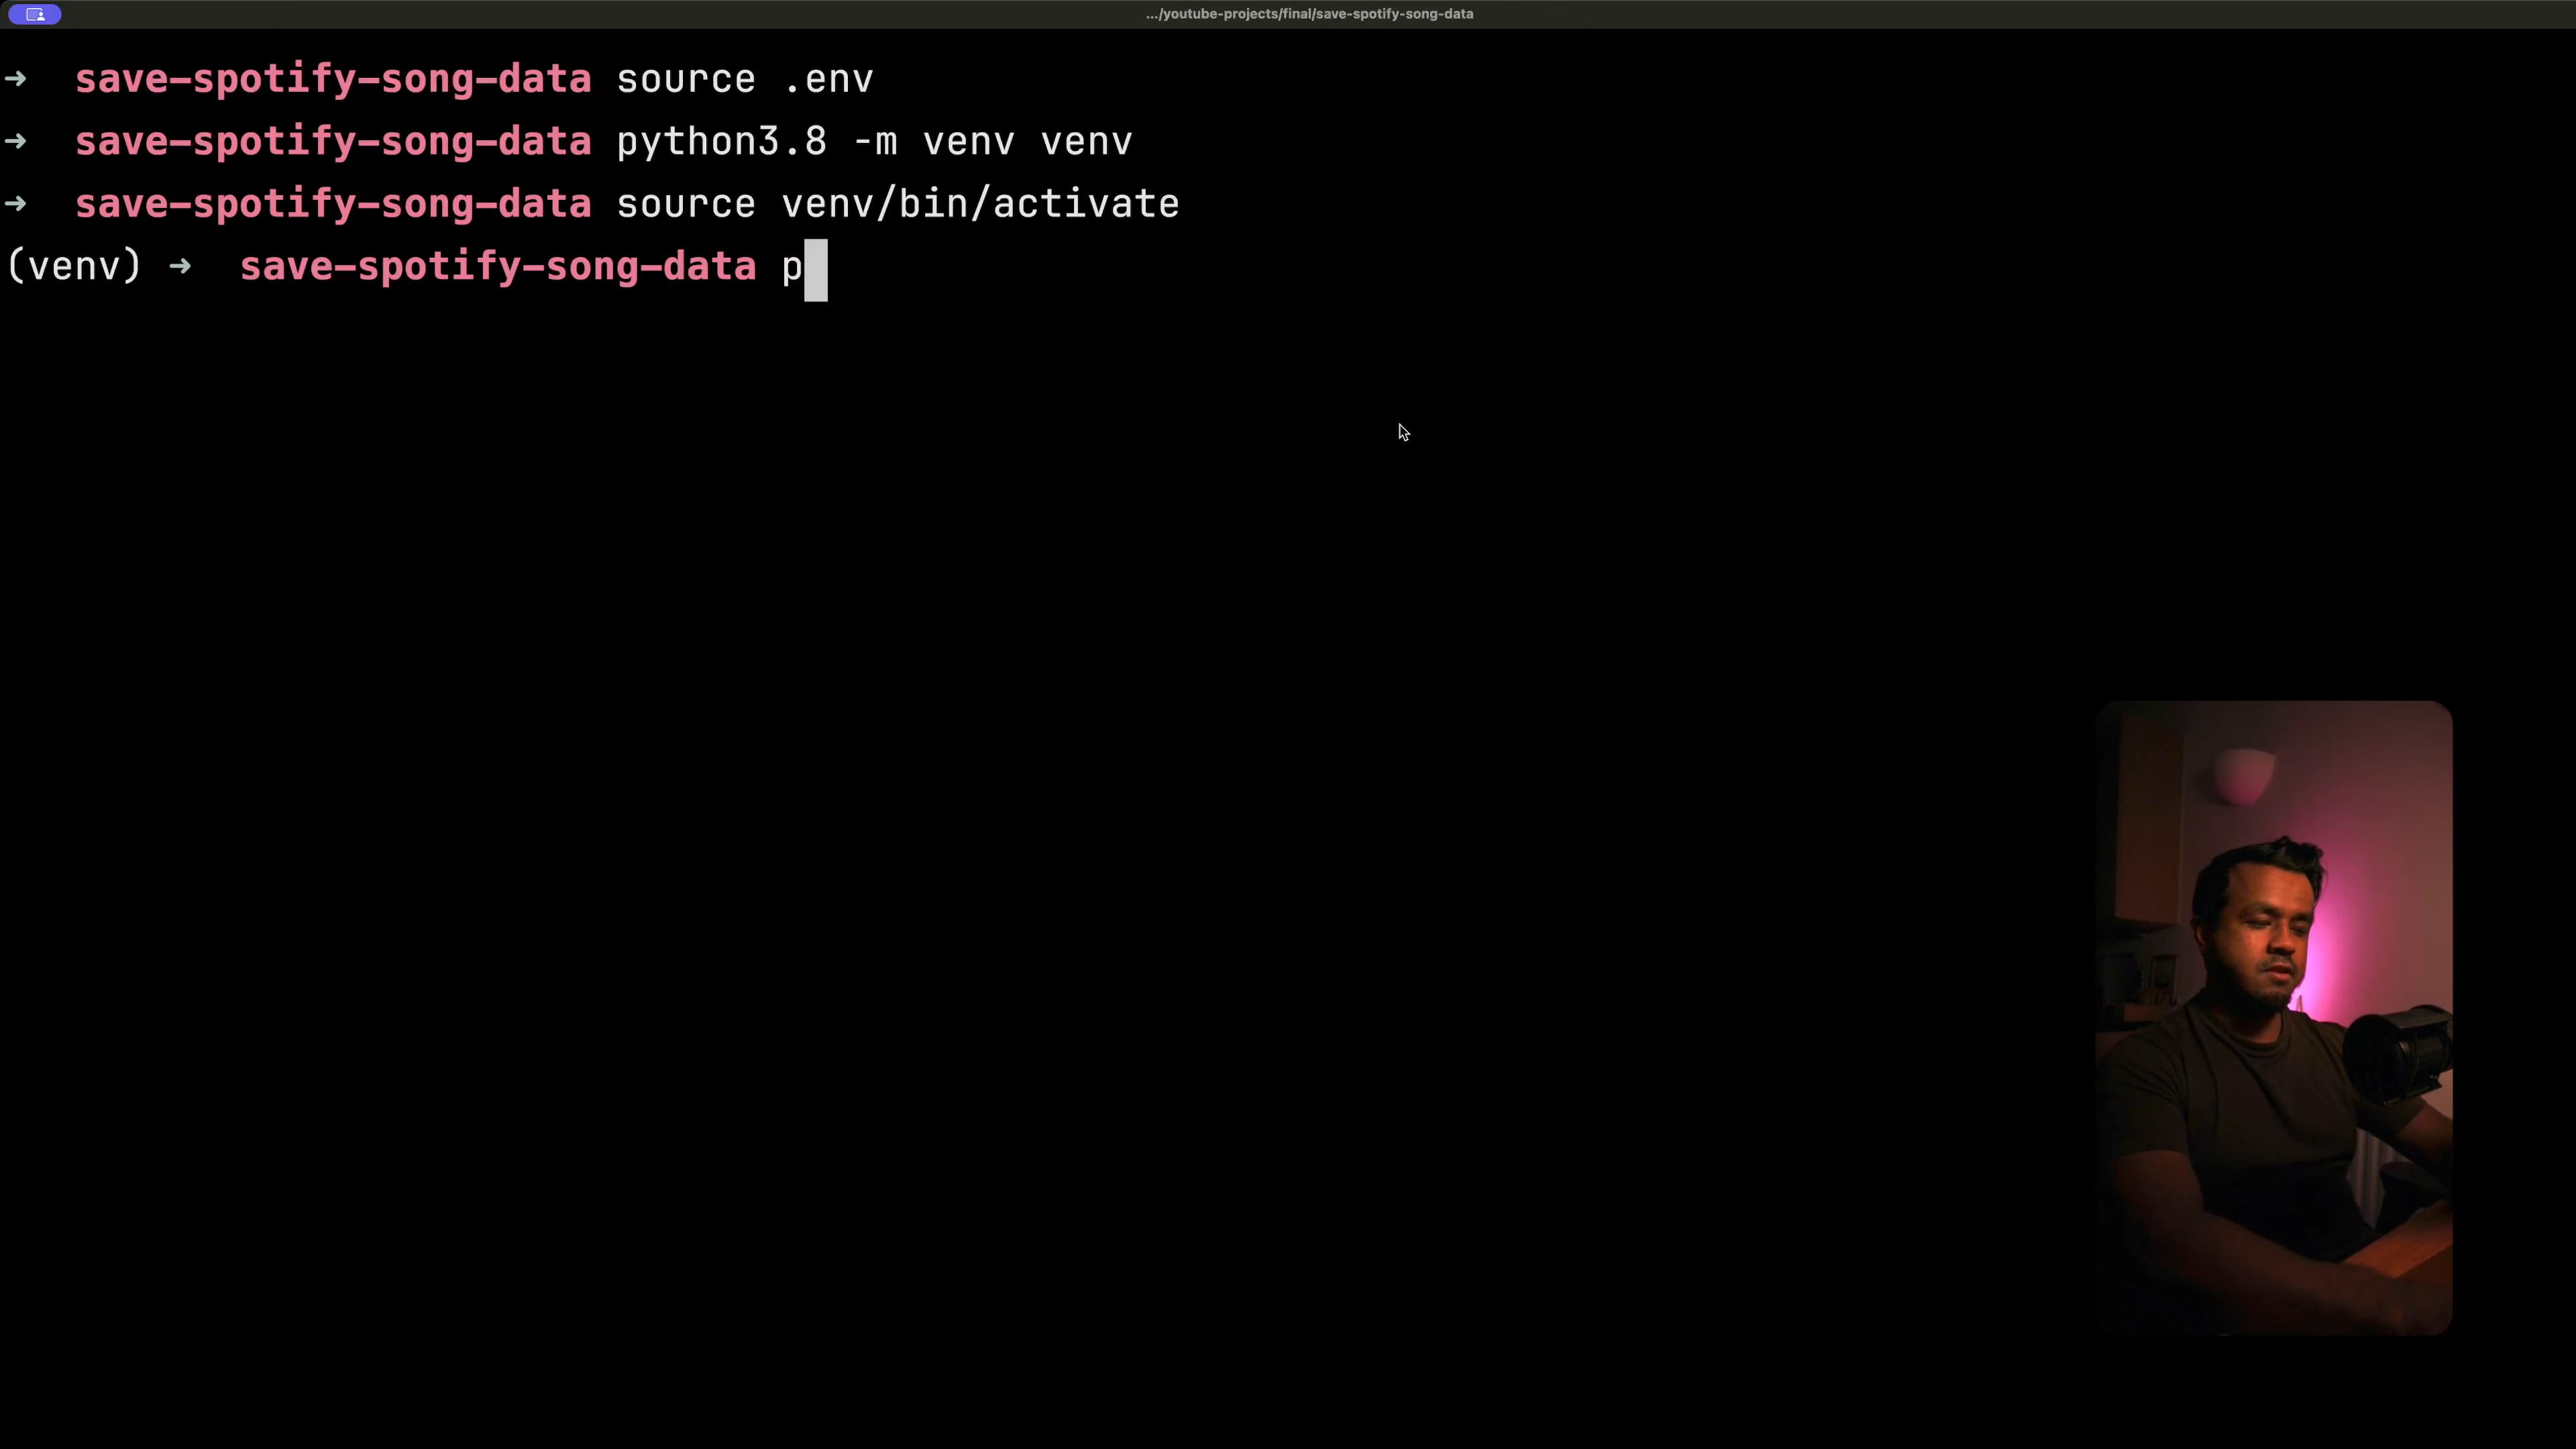 .../youtube-projects/final/save-spotify-song-data
➜ save-spotify-song-data source .env
➜ save-spotify-song-data python3.8 -m venv venv
➜ save-spotify-song-data source venv/bin/activate
(venv) ➜ save-spotify-song-data p